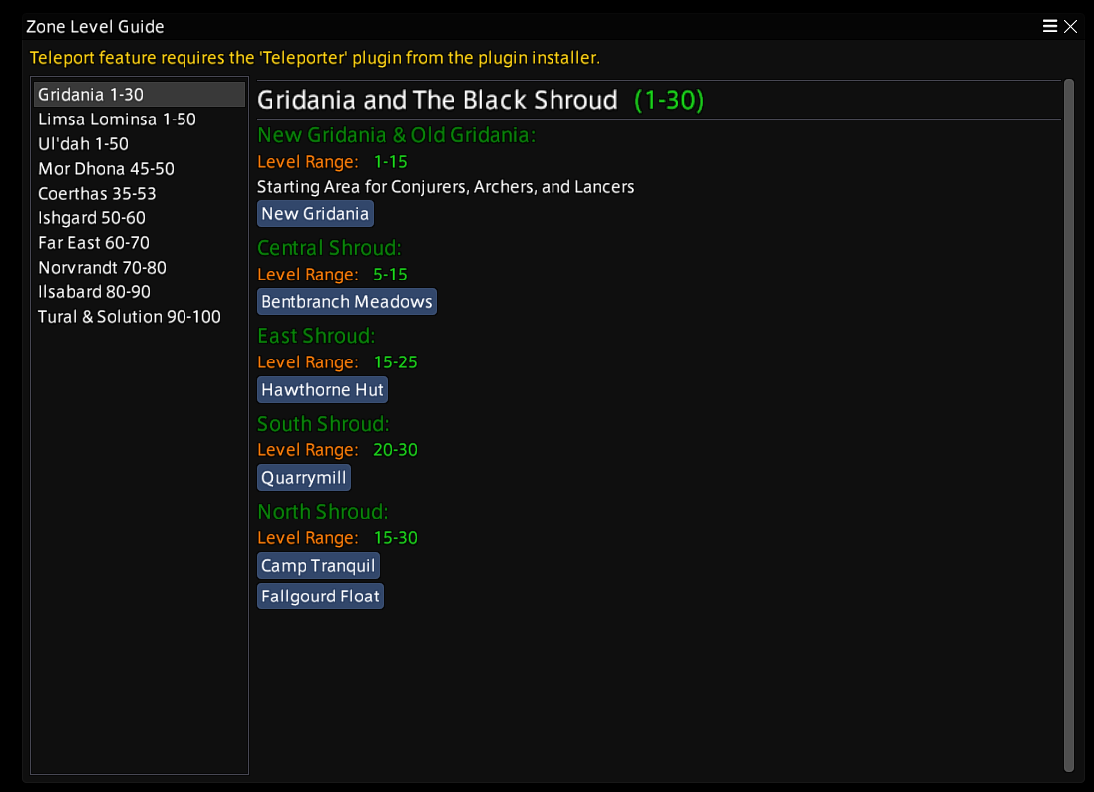 Zone Level Guide
Teleport feature requires the 'Teleporter' plugin from the plugin installer.
Gridania 1-30
Limsa Lominsa 1-50
Ul'dah 1-50
Mor Dhona 45-50
Coerthas 35-53
Ishgard 50-60
Far East 60-70
Norvrandt 70-80
Ilsabard 80-90
Tural & Solution 90-100
Gridania and The Black Shroud (1-30)
New Gridania & Old Gridania:
Level Range: 1-15
Starting Area for Conjurers, Archers, and Lancers
New Gridania
Central Shroud:
Level Range: 5-15
Bentbranch Meadows
East Shroud:
Level Range: 15-25
Hawthorne Hut
South Shroud:
Level Range: 20-30
Quarrymill
North Shroud:
Level Range: 15-30
Camp Tranquil
Fallgourd Float